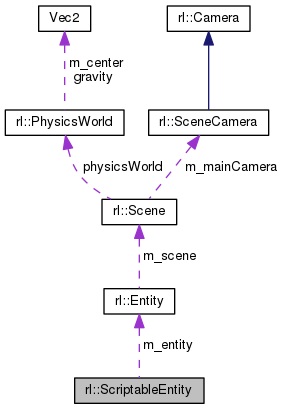 Vec2
rl::Camera
m_center
gravity
rl::PhysicsWorld
rl::SceneCamera
physicsWorld
m_mainCamera
rl::Scene
m_scene
rl::Entity
m_entity
rl::ScriptableEntity